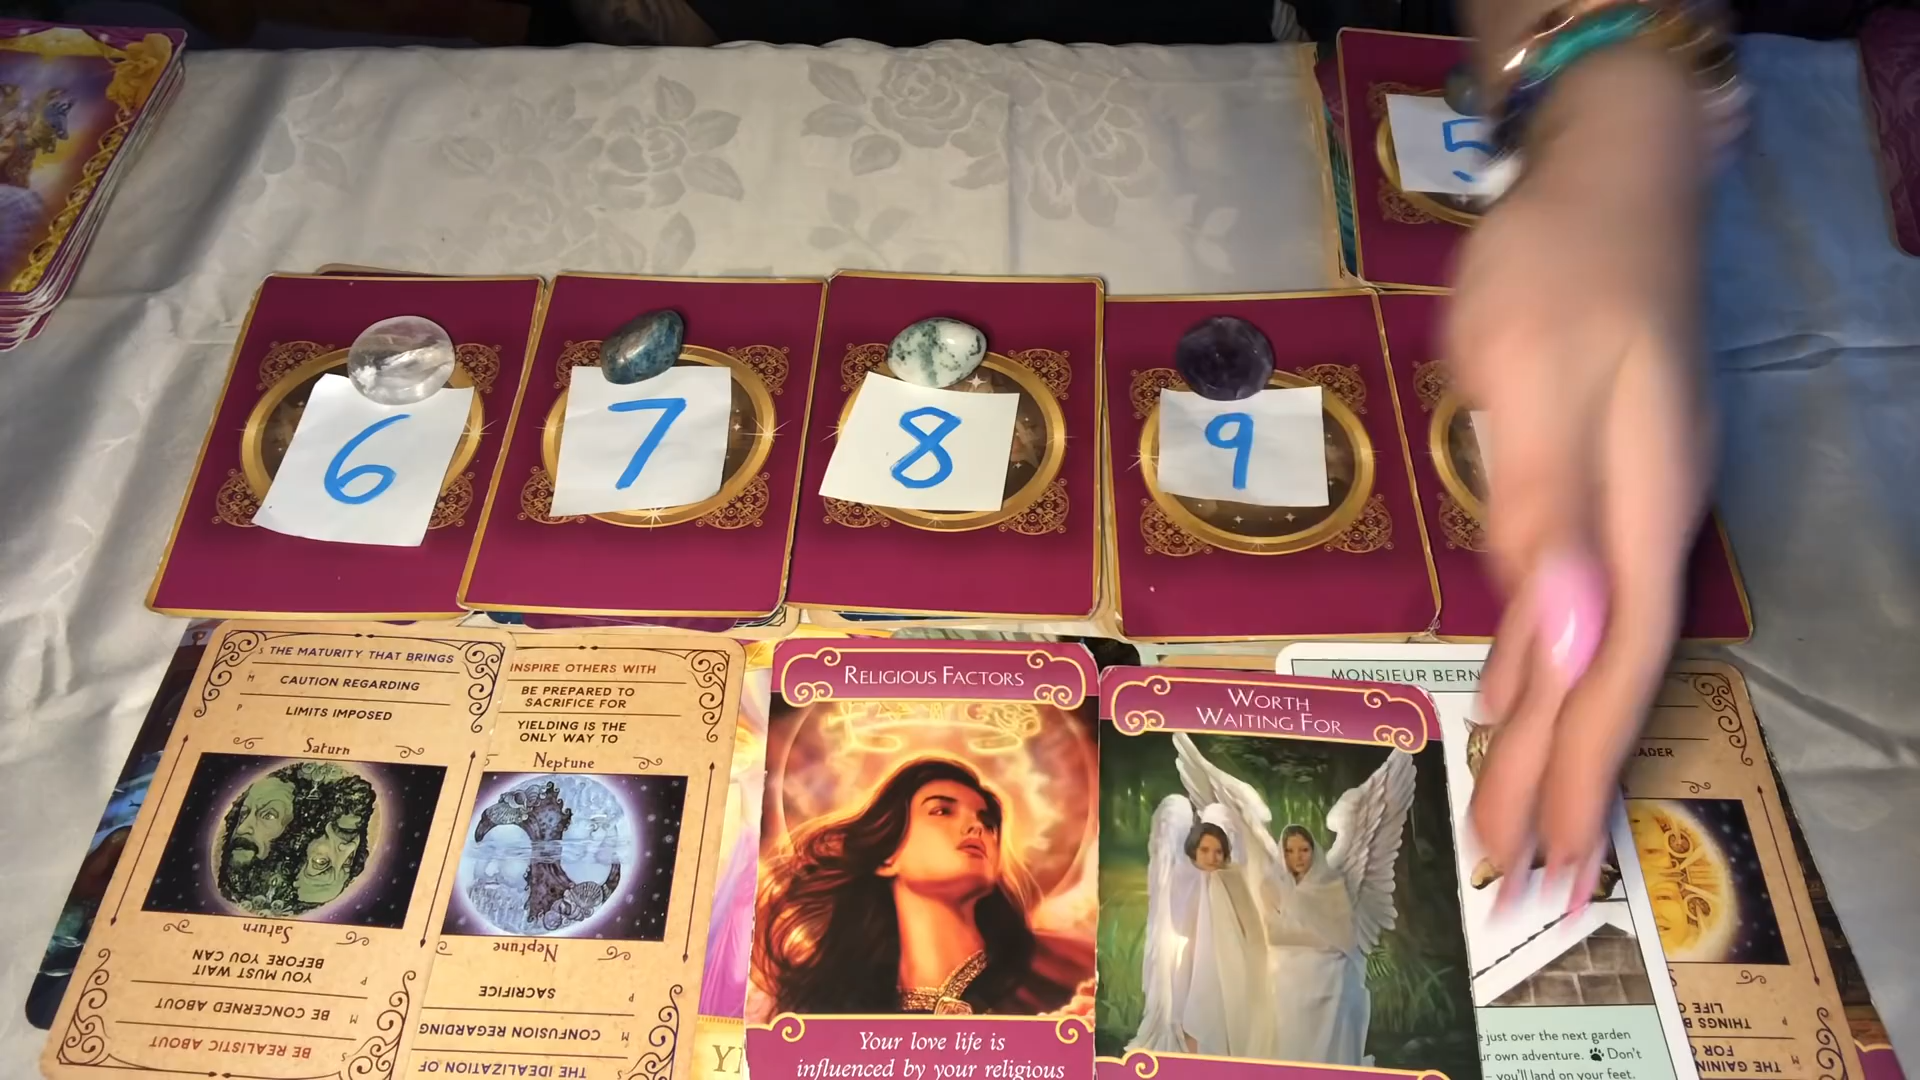 5
6
7
8
9
S THE MATURITY THAT BRINGS
M CAUTION REGARDING
P LIMITS IMPOSED
Saturn
Saturn
P YOU MUST WAIT
BEFORE YOU CAN
M BE CONCERNED ABOUT
S BE REALISTIC ABOUT
INSPIRE OTHERS WITH
BE PREPARED TO
SACRIFICE FOR
YIELDING IS THE
ONLY WAY TO
Neptune
Neptune
P SACRIFICE
M CONFUSION REGARDING
S THE IDEALIZATION OF
RELIGIOUS FACTORS
Your love life is
influenced by your religious
WORTH
WAITING FOR
MONSIEUR BERN
just over the next garden
own adventure. Don't
– you'll land on your feet.
ADER
THINGS B
LIFE
THE GAININ
FOR